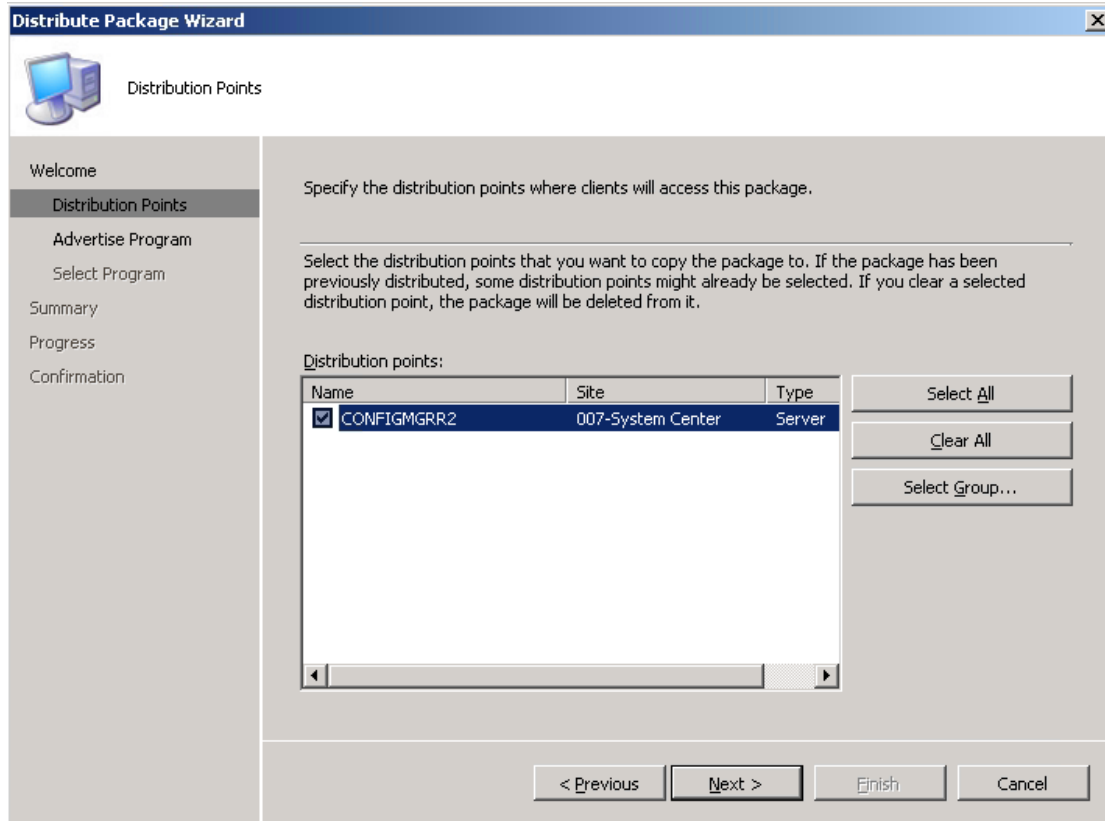 Distribute Package Wizard
Distribution Points
Welcome
Distribution Points
Advertise Program
Select Program
Summary
Progress
Confirmation
Specify the distribution points where clients will access this package.
Select the distribution points that you want to copy the package to. If the package has been
previously distributed, some distribution points might already be selected. If you clear a selected
distribution point, the package will be deleted from it.
Distribution points:
Name Site Type
CONFIGMGRR2 007-System Center Server
Select All
Clear All
Select Group...
< Previous Next > Finish Cancel